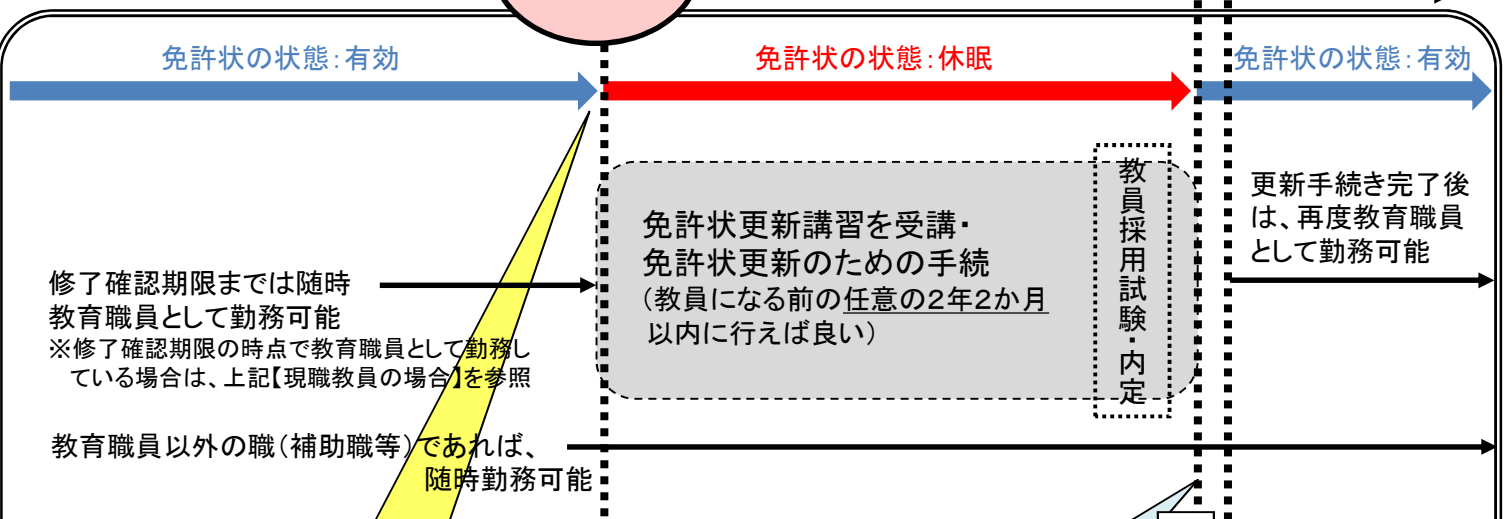 免許状の状態：有効
免許状の状態：休眠
免許状の状態：有効
教員採用試験・内定
更新手続き完了後
は、再度教育職員
として勤務可能
免許状更新講習を受講・
免許状更新のための手続
（教員になる前の任意の２年２か月
以内に行えば良い）
修了確認期限までは随時
教育職員として勤務可能
※修了確認期限の時点で教育職員として勤務し
ている場合は、上記【現職教員の場合】を参照
教育職員以外の職（補助職等）であれば、
随時勤務可能